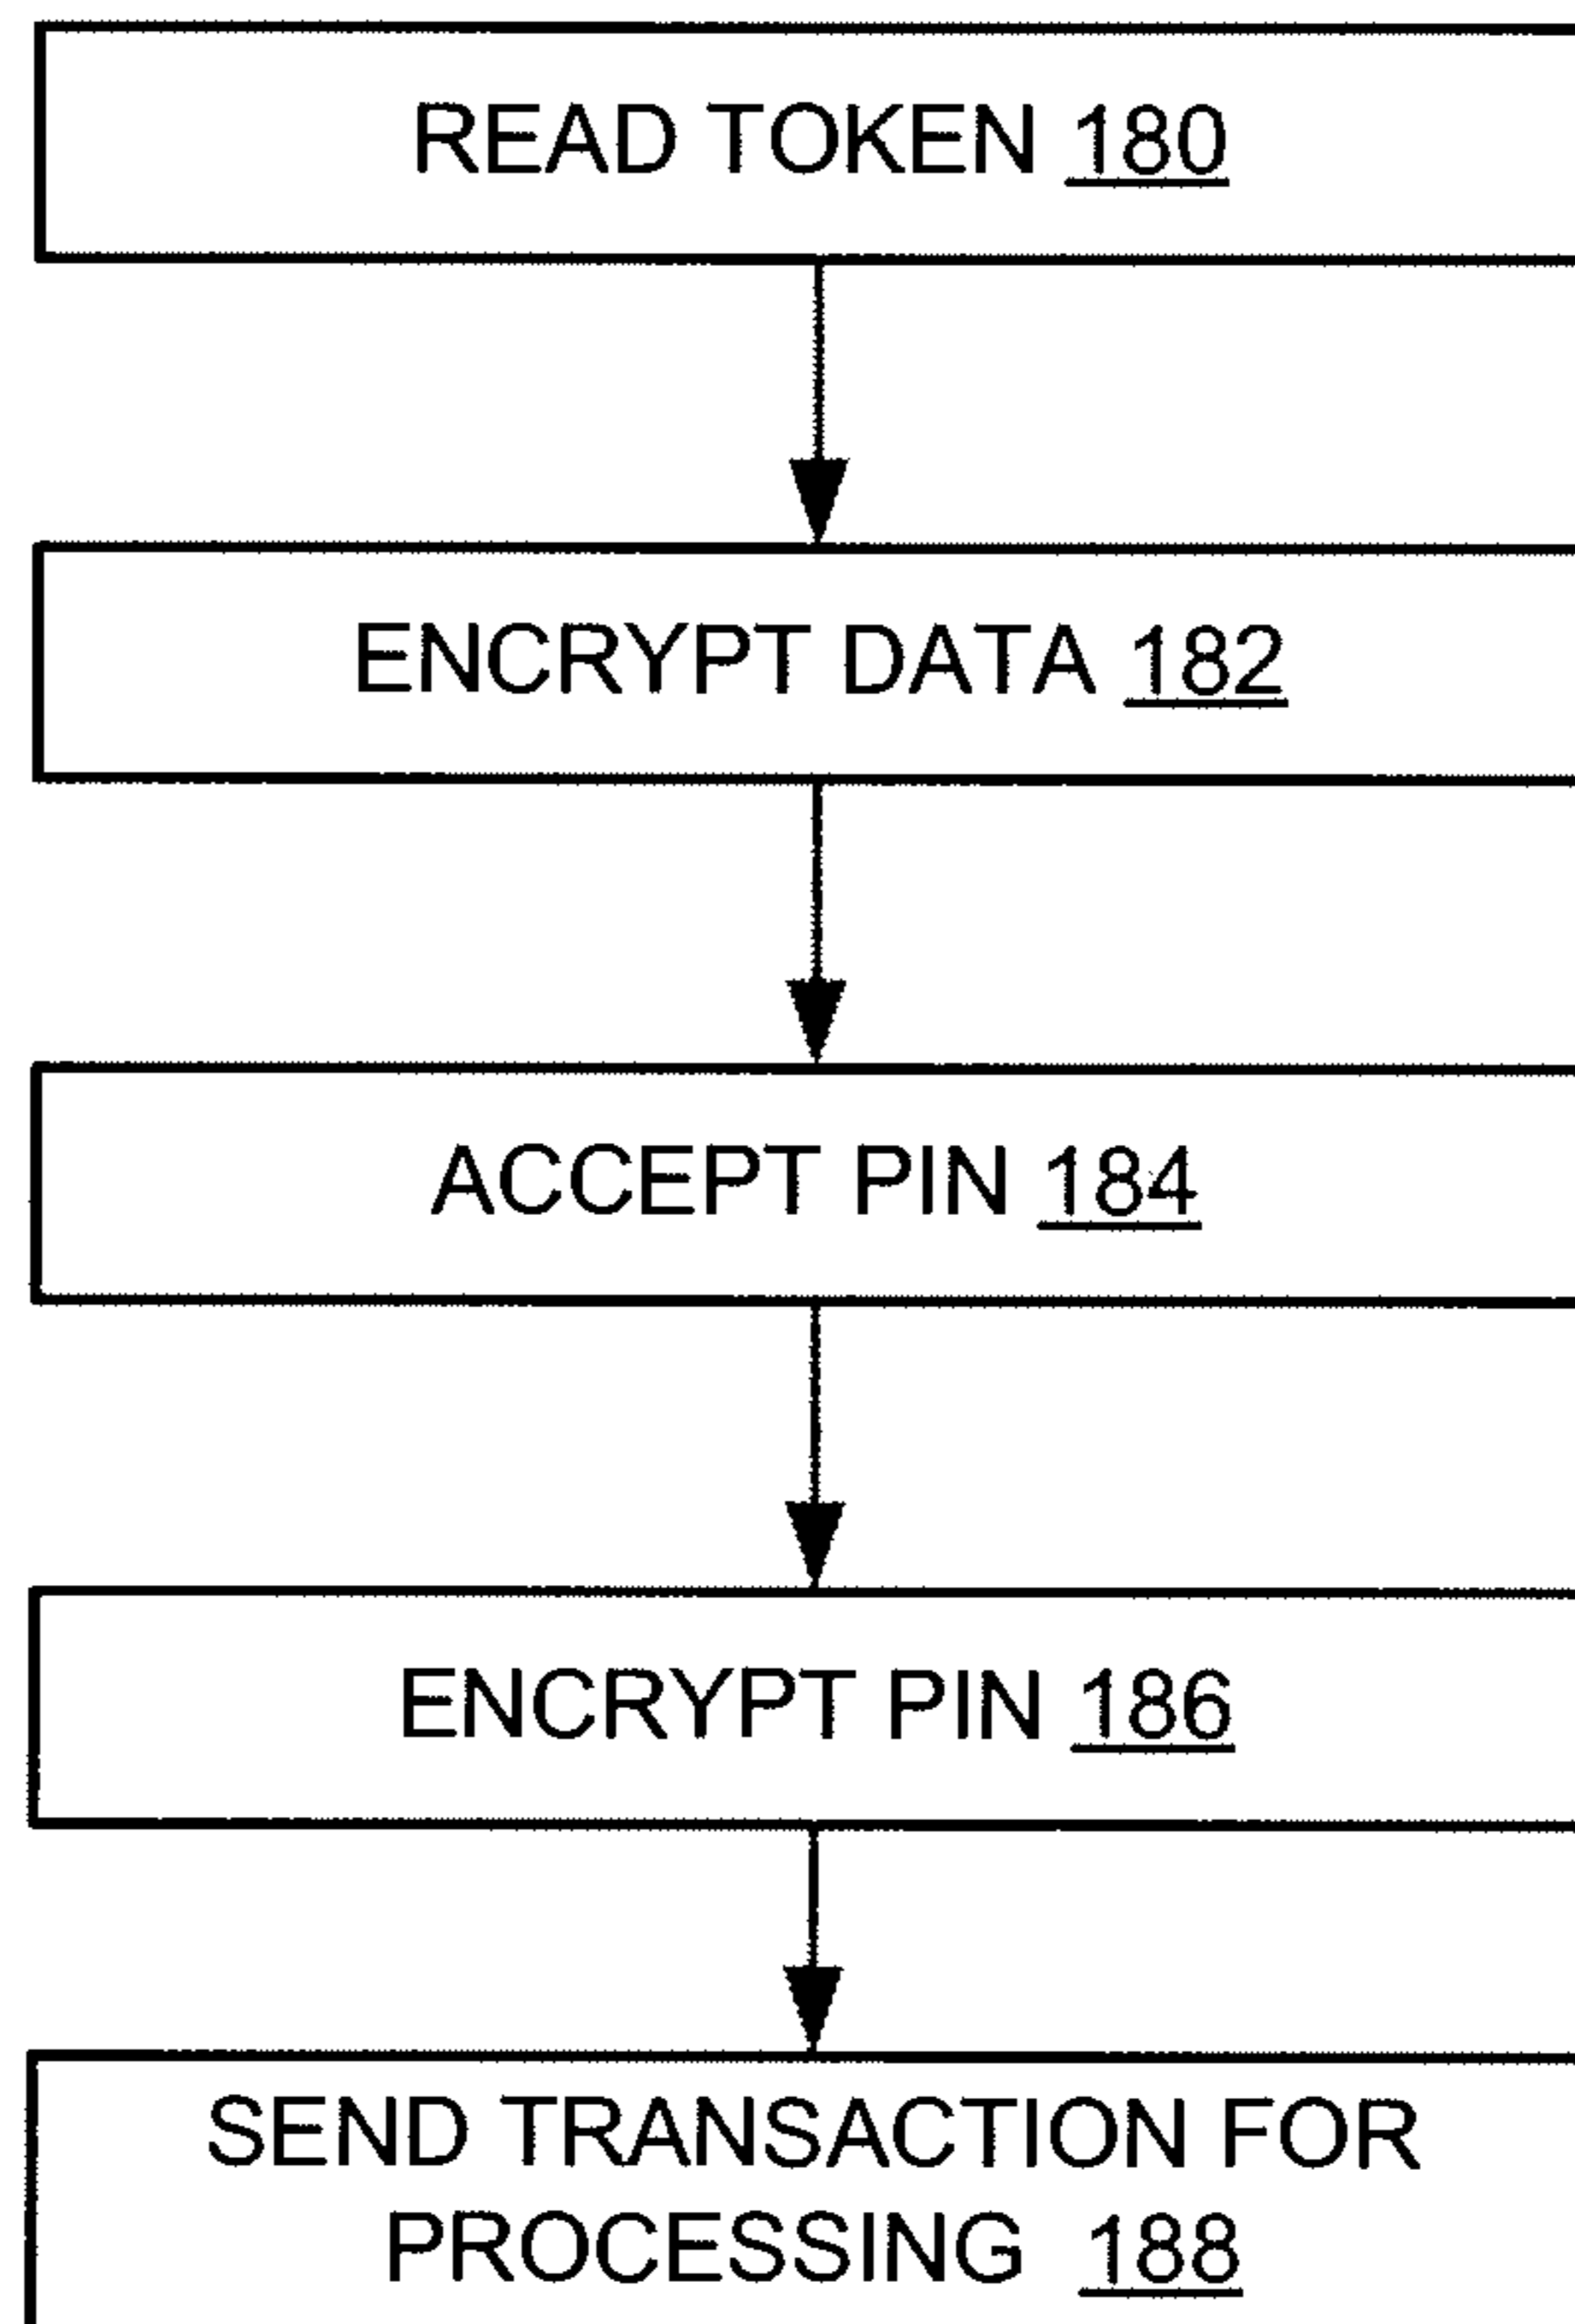 READ TOKEN 180
ENCRYPT DATA 182
ACCEPT PIN 184
ENCRYPT PIN 186
SEND TRANSACTION FOR
PROCESSING 188